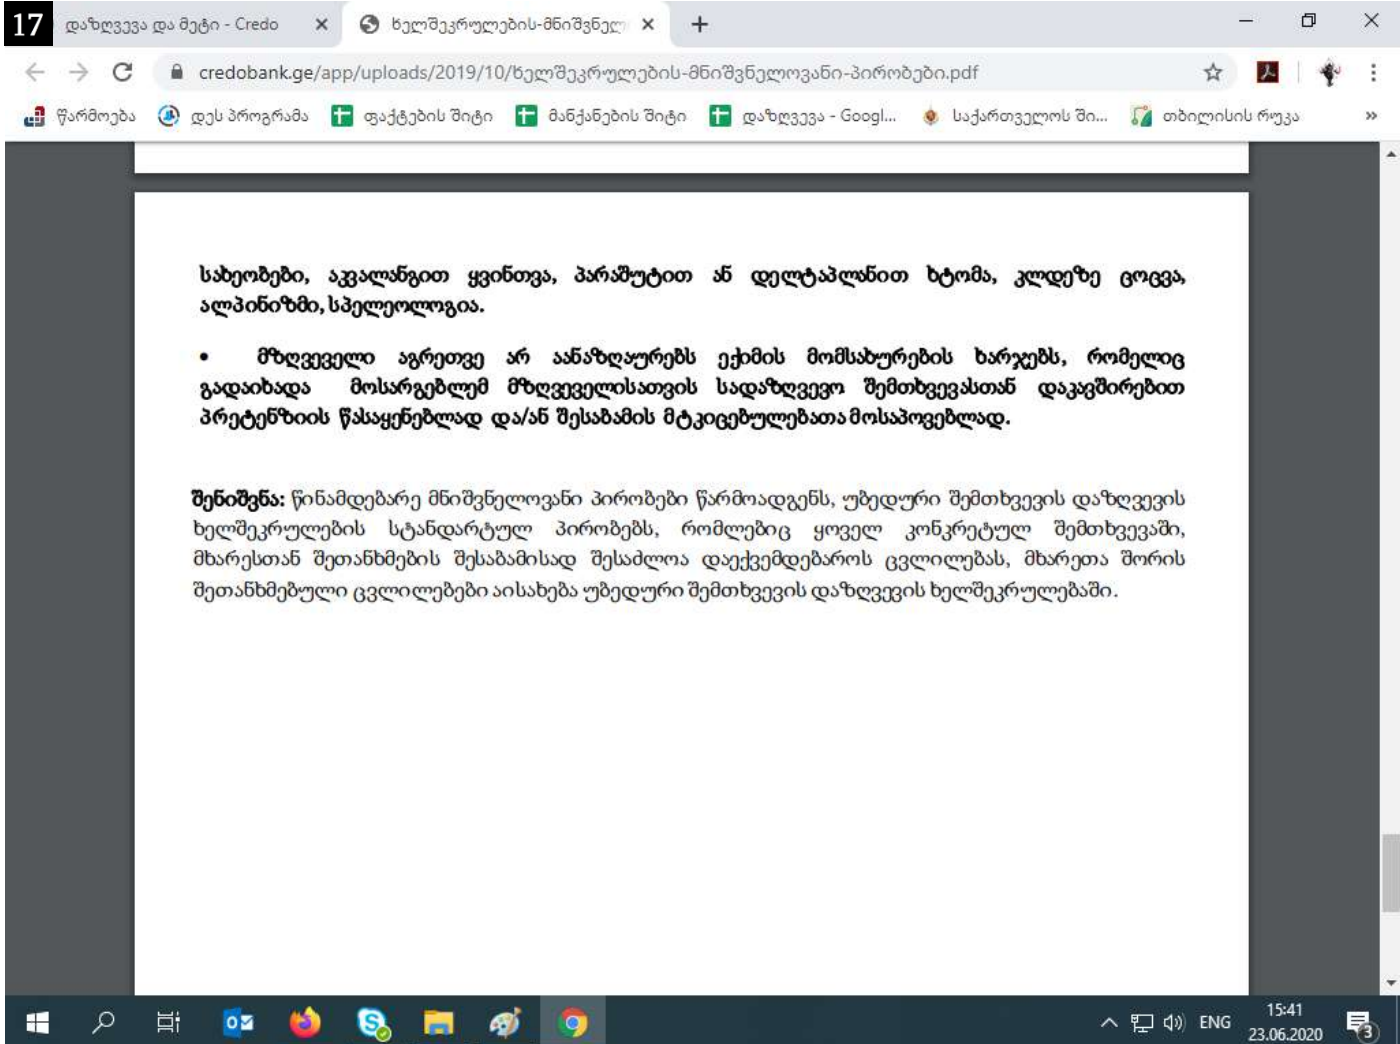 17 დაზღვევა და მეტი - Credo ხელშეკრულების-მნიშვნელ
credobank.ge/app/uploads/2019/10/ხელშეკრულების-მნიშვნელოვანი-პირობები.pdf
წარმოება დეს პროგრამა ფაქტების შიტი მანქანების შიტი დაზღვევა - Googl... საქართველოს ში... თბილისის რუკა »
სახეობები, აკვალანგით ყვინთვა, პარაშუტით ან დელტაპლანით ხტომა, კლდეზე ცოცვა,
ალპინიზმი, სპელეოლოგია.
• მზღვეველი აგრეთვე არ აანაზღაურებს ექიმის მომსახურების ხარჯებს, რომელიც
გადაიხადა მოსარგებლემ მზღვეველისათვის სადაზღვევო შემთხვევასთან დაკავშირებით
პრეტენზიის წასაყენებლად და/ან შესაბამის მტკიცებულებათა მოსაპოვებლად.
შენიშვნა: წინამდებარე მნიშვნელოვანი პირობები წარმოადგენს, უბედური შემთხვევის დაზღვევის
ხელშეკრულების სტანდარტულ პირობებს, რომლებიც ყოველ კონკრეტულ შემთხვევაში,
მხარესთან შეთანხმების შესაბამისად შესაძლოა დაექვემდებაროს ცვლილებას, მხარეთა შორის
შეთანხმებული ცვლილებები აისახება უბედური შემთხვევის დაზღვევის ხელშეკრულებაში.
ENG 15:41
23.06.2020 3